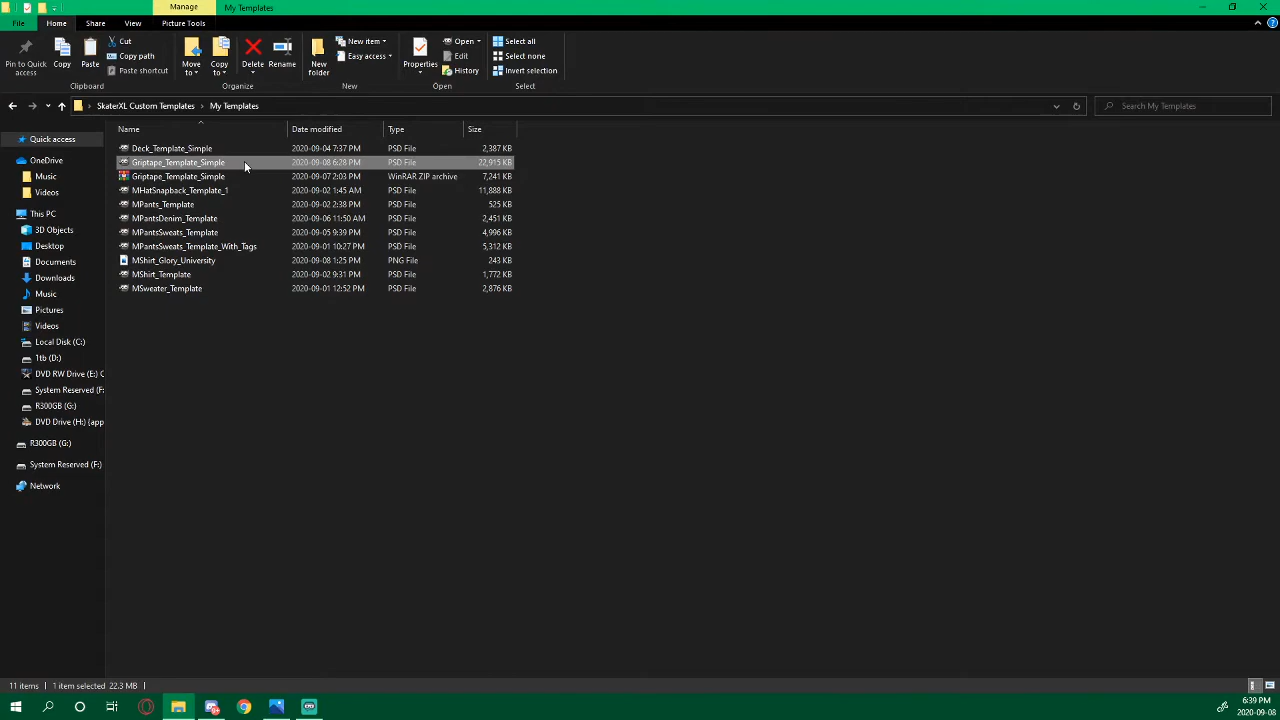 Manage
My Templates
File
Home
Share
View
Picture Tools
Pin to Quick access
Copy
Paste
Cut
Copy path
Paste shortcut
Clipboard
Move to
Copy to
Delete
Rename
Organize
New folder
New item
Easy access
New
Properties
Open
Edit
History
Open
Select all
Select none
Invert selection
Select
SkaterXL Custom Templates > My Templates
Search My Templates
Name Date modified Type Size
Deck_Template_Simple 2020-09-04 7:37 PM PSD File 2,387 KB
Griptape_Template_Simple 2020-09-08 6:28 PM PSD File 22,915 KB
Griptape_Template_Simple 2020-09-07 2:03 PM WinRAR ZIP archive 7,241 KB
MHatSnapback_Template_1 2020-09-02 1:45 AM PSD File 11,888 KB
MPants_Template 2020-09-02 2:38 PM PSD File 525 KB
MPantsDenim_Template 2020-09-06 11:50 AM PSD File 2,451 KB
MPantsSweats_Template 2020-09-05 9:39 PM PSD File 4,996 KB
MPantsSweats_Template_With_Tags 2020-09-01 10:27 PM PSD File 5,312 KB
MShirt_Glory_University 2020-09-08 1:25 PM PNG File 243 KB
MShirt_Template 2020-09-02 9:31 PM PSD File 1,772 KB
MSweater_Template 2020-09-01 12:52 PM PSD File 2,876 KB
Quick access
OneDrive
Music
Videos
This PC
3D Objects
Desktop
Documents
Downloads
Music
Pictures
Videos
Local Disk (C:)
1tb (D:)
DVD RW Drive (E:) C
System Reserved (F:
R300GB (G:)
DVD Drive (H:) (app
R300GB (G:)
System Reserved (F:)
Network
11 items
1 item selected 22.3 MB
6:39 PM
2020-09-08